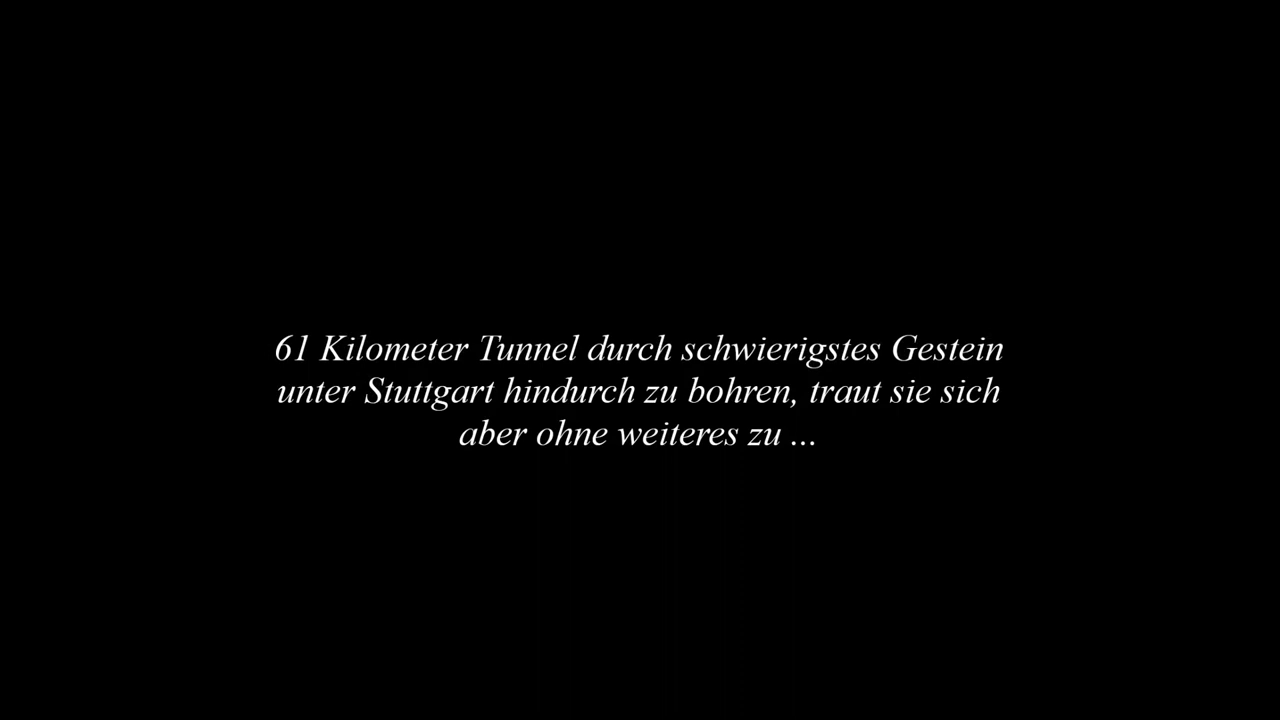 61 Kilometer Tunnel durch schwierigstes Gestein
unter Stuttgart hindurch zu bohren, traut sie sich
aber ohne weiteres zu ...